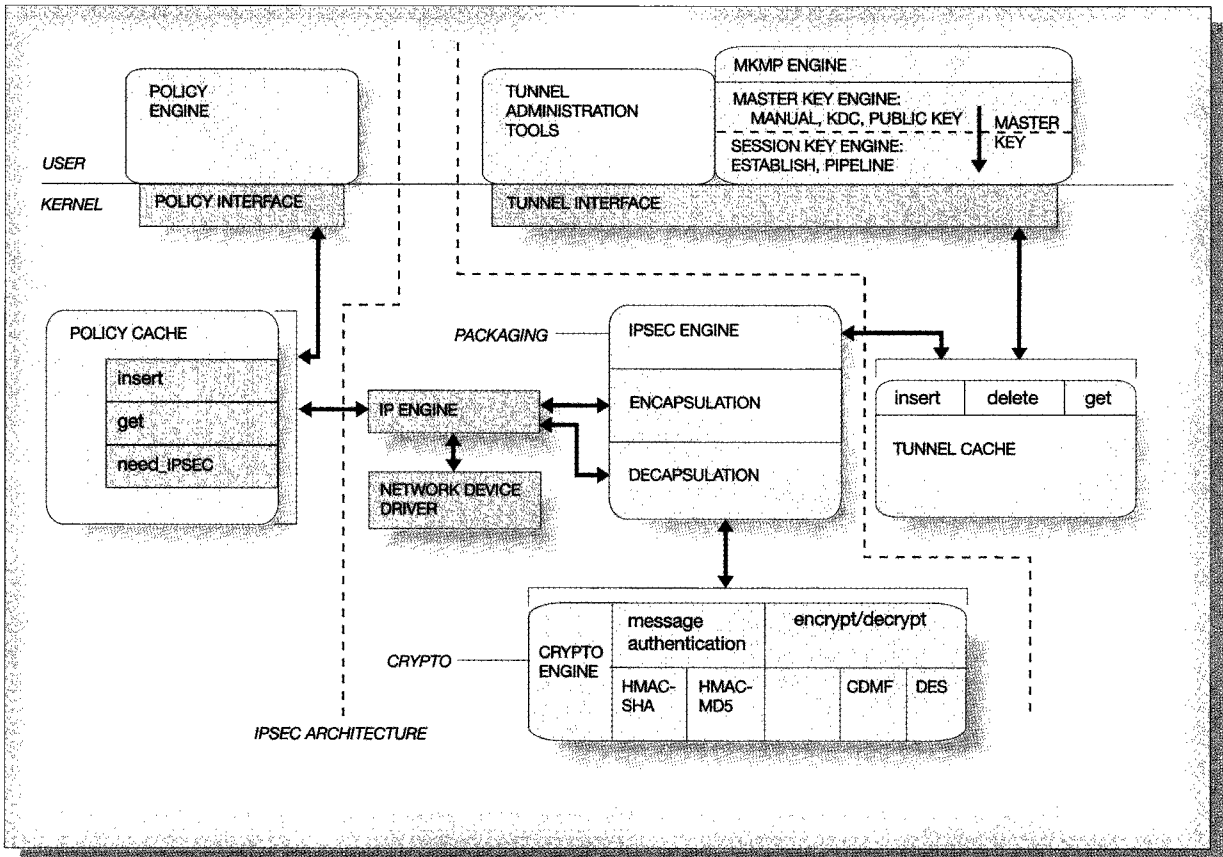 POLICY
ENGINE
TUNNEL
ADMINISTRATION
TOOLS
MKMP ENGINE
MASTER KEY ENGINE:
MANUAL, KDC, PUBLIC KEY
SESSION KEY ENGINE:
ESTABLISH, PIPELINE
MASTER
KEY
USER
KERNEL
POLICY INTERFACE
TUNNEL INTERFACE
POLICY CACHE
insert
get
need_IPSEC
IP ENGINE
NETWORK DEVICE
DRIVER
PACKAGING
IPSEC ENGINE
ENCAPSULATION
DECAPSULATION
insert delete get
TUNNEL CACHE
CRYPTO
CRYPTO
ENGINE
message
authentication
encrypt/decrypt
HMAC-
SHA
HMAC-
MD5
CDMF
DES
IPSEC ARCHITECTURE